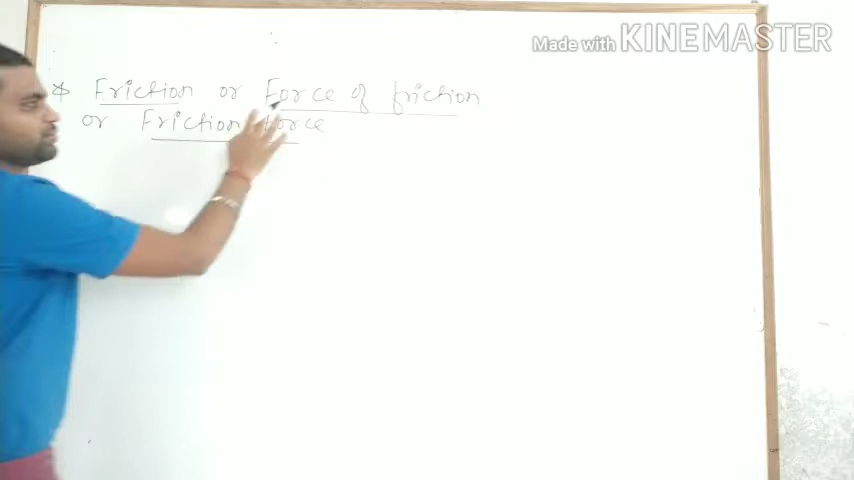 Made with KINEMASTER
* Friction or Force of friction
or Friction force